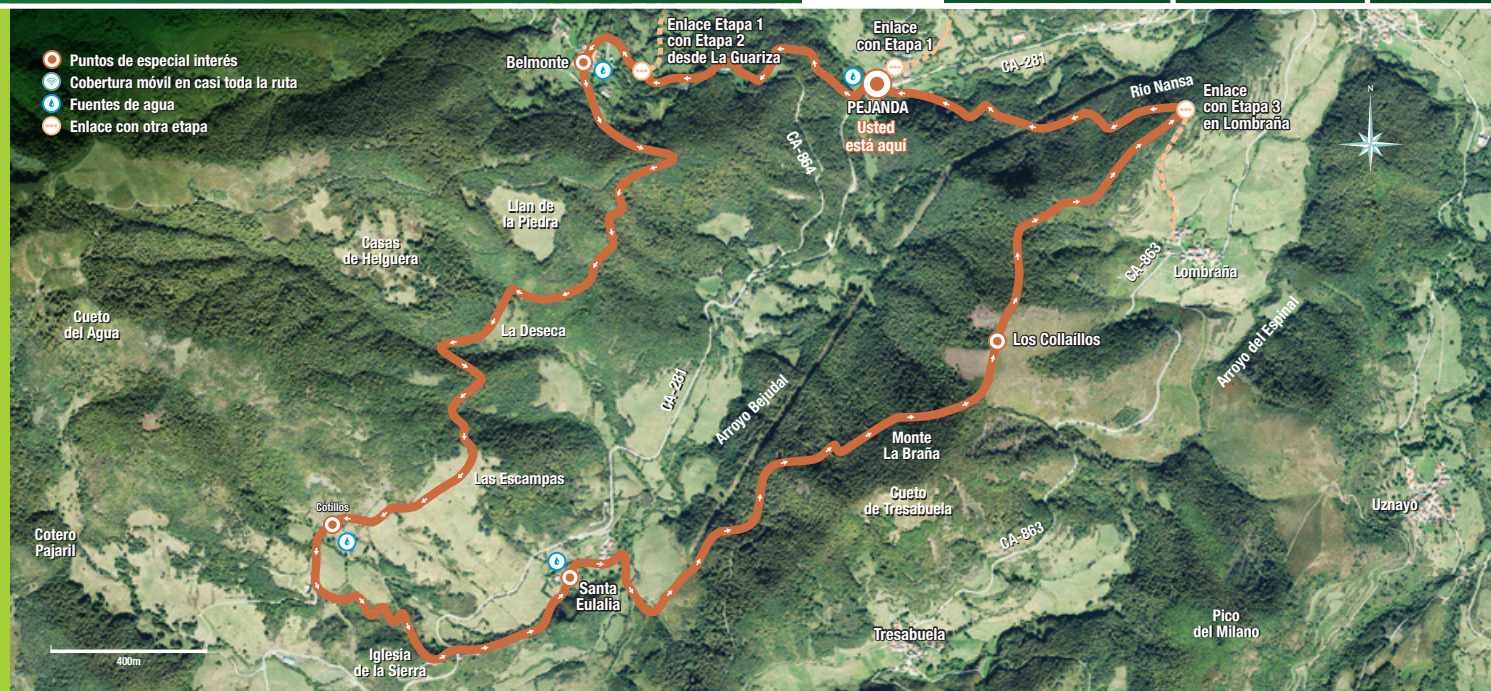 Puntos de especial interés
Cobertura móvil en casi toda la ruta
Fuentes de agua
Enlace con otra etapa
Belmonte
Enlace Etapa 1
con Etapa 2
desde La Guariza
Enlace
con Etapa 1
CA-281
PEJANDA
Usted
está aquí
Río Nansa
Enlace
con Etapa 3
en Lombraña
N
CA-864
Llan de
la Piedra
Casas
de Helguera
CA-863
Lombraña
Cueto
del Agua
La Deseca
Los Collaíllos
Arroyo del Espinal
CA-281
Arroyo Bejudal
Monte
La Braña
Las Escampas
Cueto
de Tresabuela
Uznayo
Cotillos
Cotero
Pajaril
CA-863
Santa
Eulalia
Pico
del Milano
Tresabuela
Iglesia
de la Sierra
400m